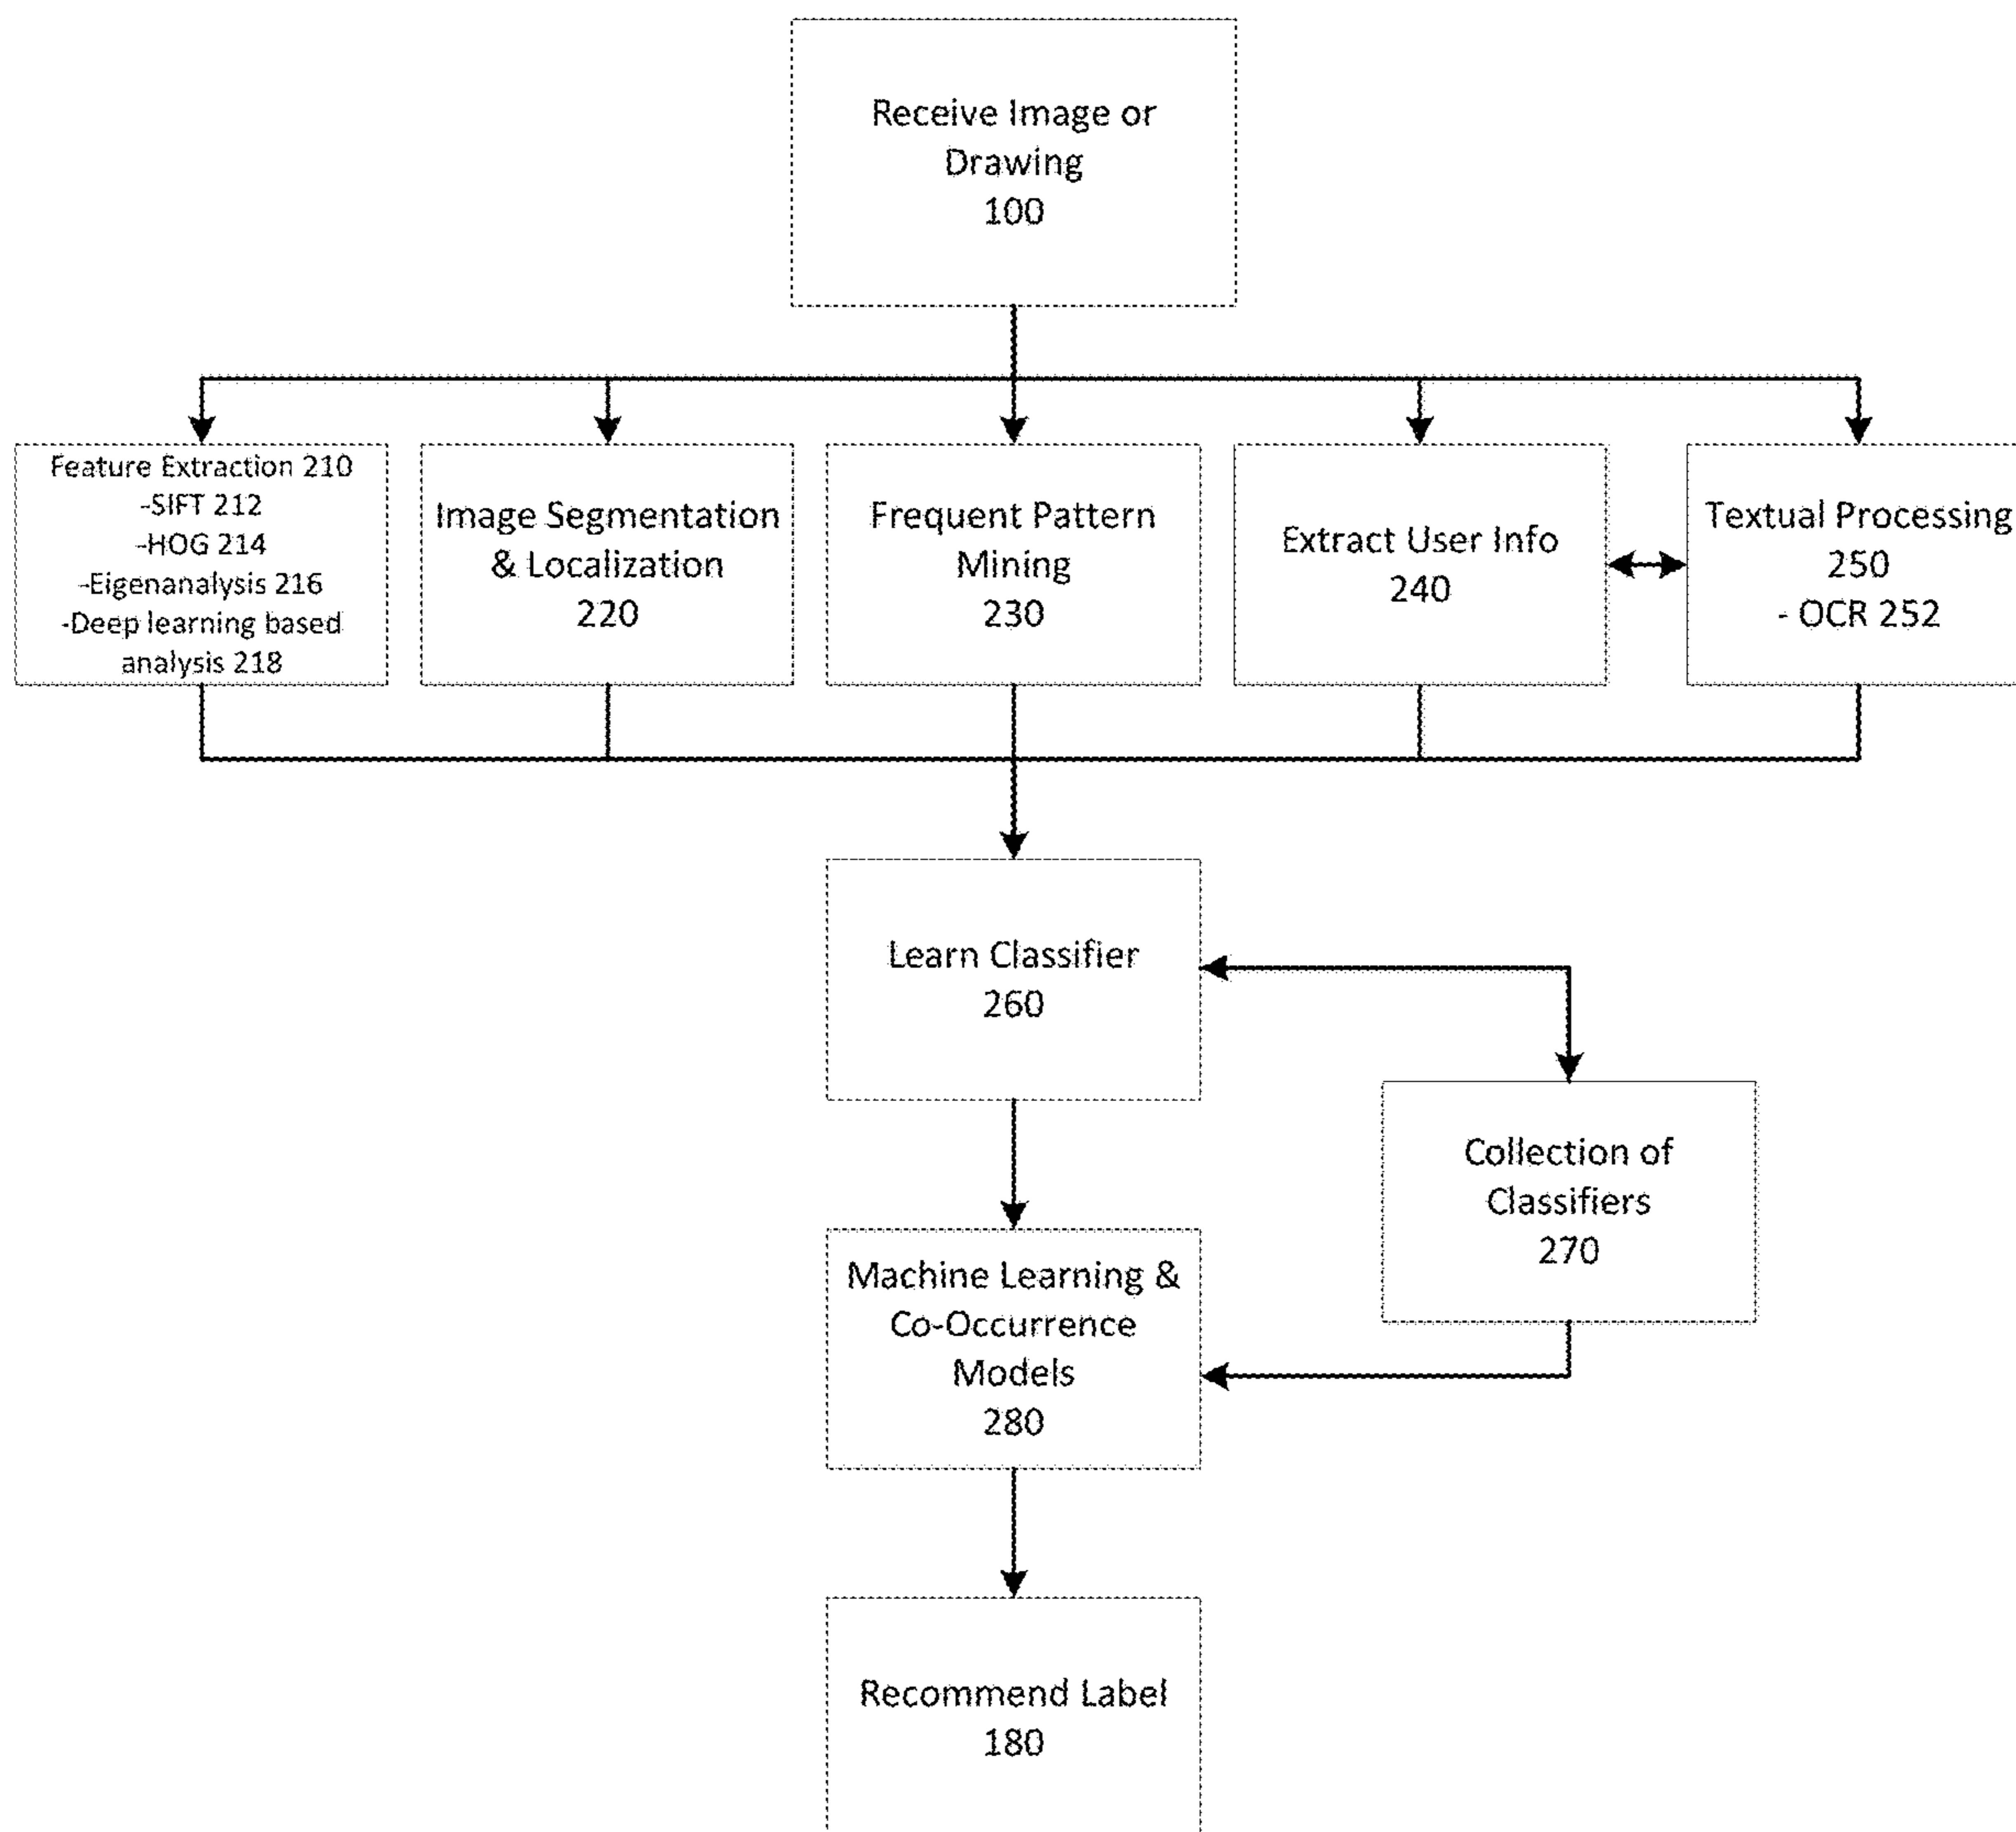 Receive Image or
Drawing
100
Feature Extraction 210
-SIFT 212
-HOG 214
-Eigenanalysis 216
-Deep learning based
analysis 218
Image Segmentation
& Localization
220
Frequent Pattern
Mining
230
Extract User Info
240
Textual Processing
250
- OCR 252
Learn Classifier
260
Collection of
Classifiers
270
Machine Learning &
Co-Occurrence
Models
280
Recommend Label
180